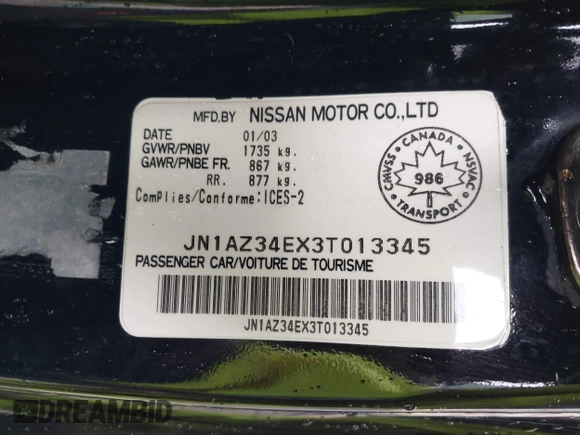 MFD.BY NISSAN MOTOR CO.,LTD
DATE 01/03
GVWR/PNBV 1735 kg.
GAWR/PNBE FR. 867 kg.
RR. 877 kg.
ComPlies/Conforme:ICES-2
CANADA
CMVSS 986 NSVAC
TRANSPORT
JN1AZ34EX3T013345
PASSENGER CAR/VOITURE DE TOURISME
JN1AZ34EX3T013345
DREAMBID